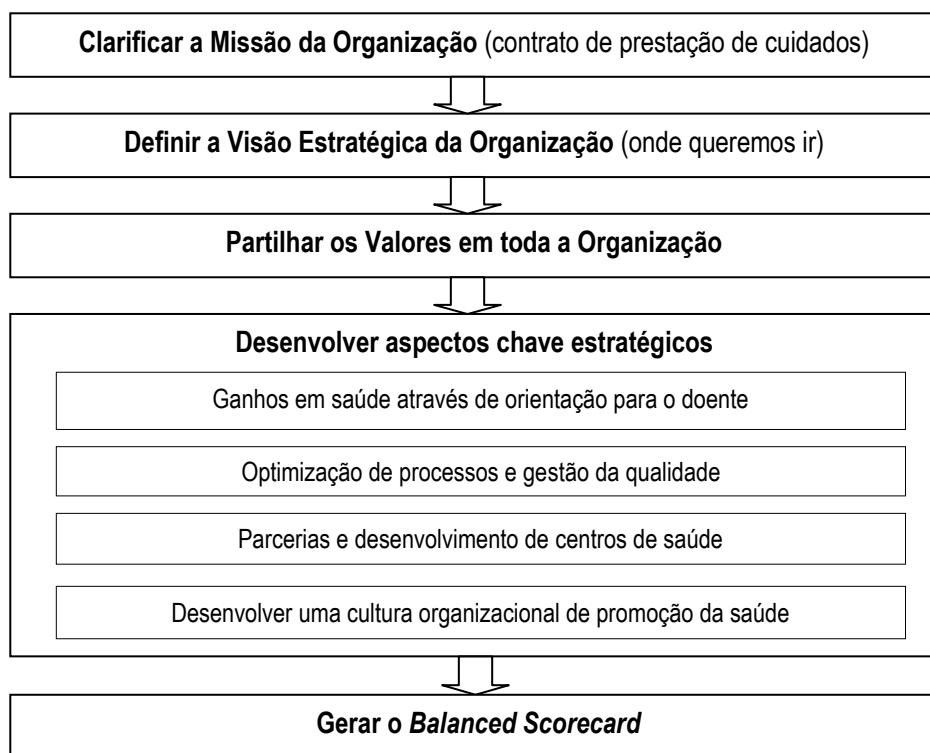 Clarificar a Missão da Organização (contrato de prestação de cuidados)
Definir a Visão Estratégica da Organização (onde queremos ir)
Partilhar os Valores em toda a Organização
Desenvolver aspectos chave estratégicos
Ganhos em saúde através de orientação para o doente
Optimização de processos e gestão da qualidade
Parcerias e desenvolvimento de centros de saúde
Desenvolver uma cultura organizacional de promoção da saúde
Gerar o Balanced Scorecard